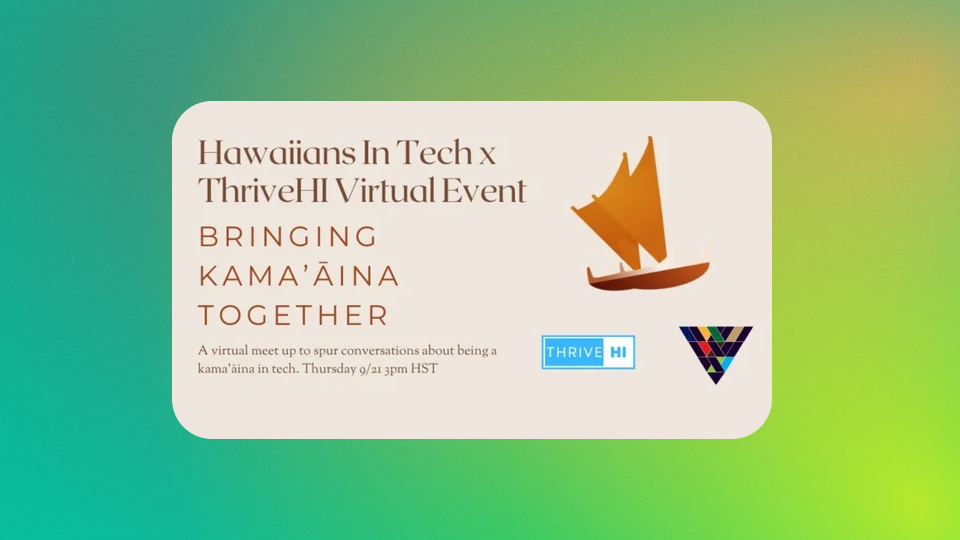 Hawaiians In Tech x
ThriveHI Virtual Event
BRINGING
KAMA’ĀINA
TOGETHER
A virtual meet up to spur conversations about being a
kama'āina in tech. Thursday 9/21 3pm HST
THRIVE HI